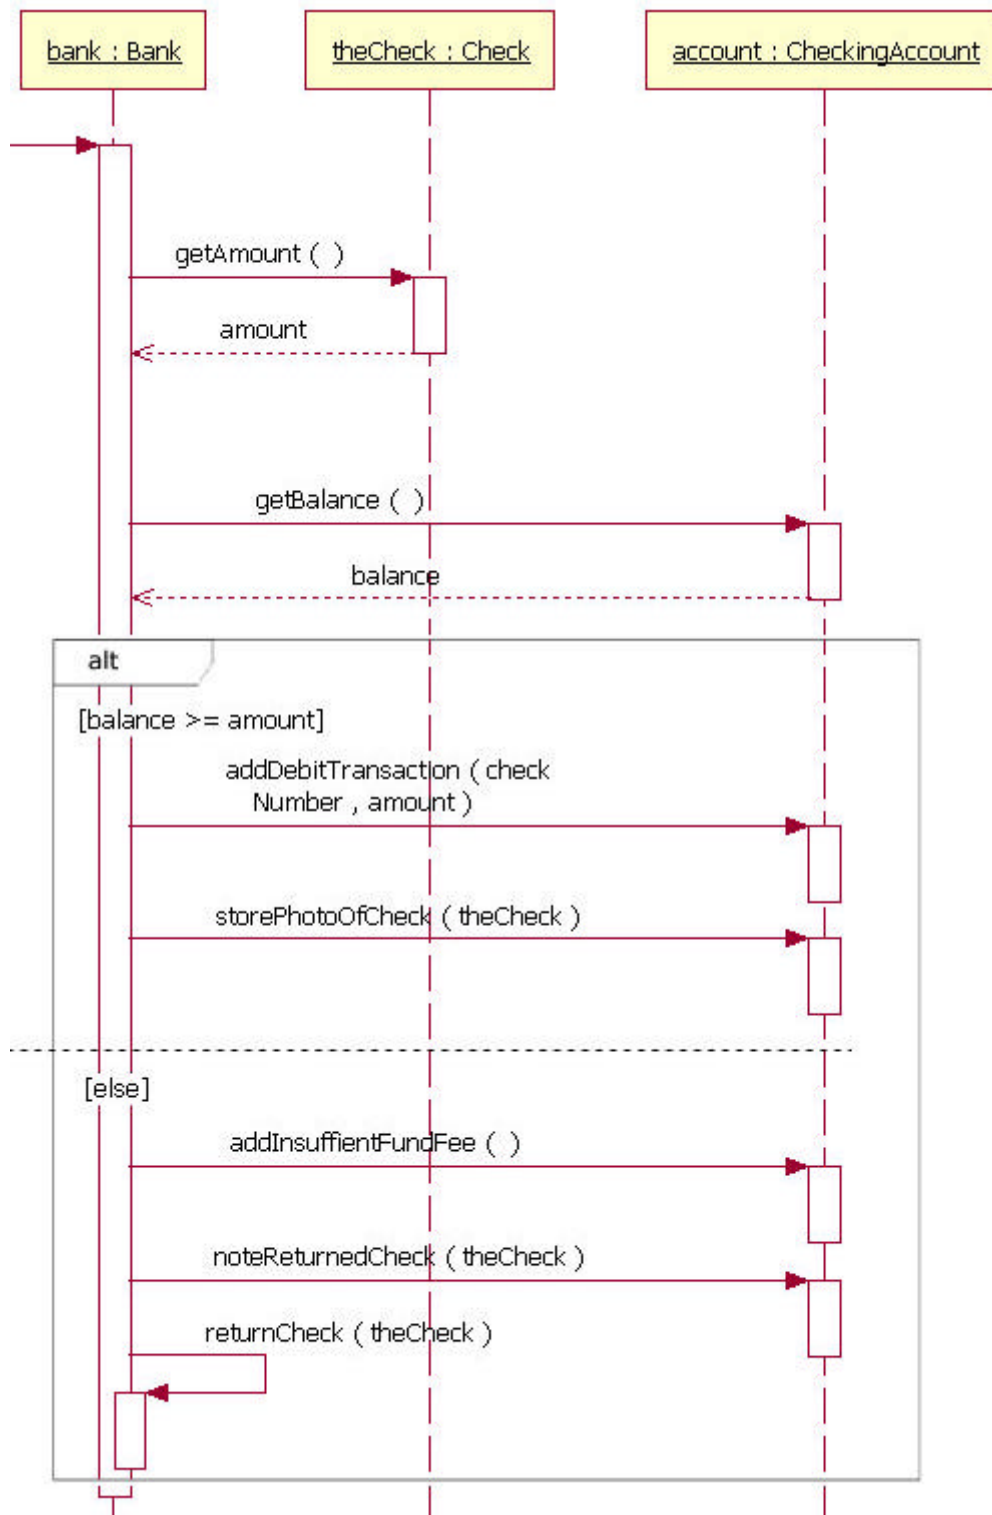 bank : Bank
theCheck : Check
account : CheckingAccount
getAmount ( )
amount
getBalance ( )
balance
alt
[balance >= amount]
addDebitTransaction ( check
Number , amount )
storePhotoOfCheck ( theCheck )
[else]
addInsuffientFundFee ( )
noteReturnedCheck ( theCheck )
returnCheck ( theCheck )